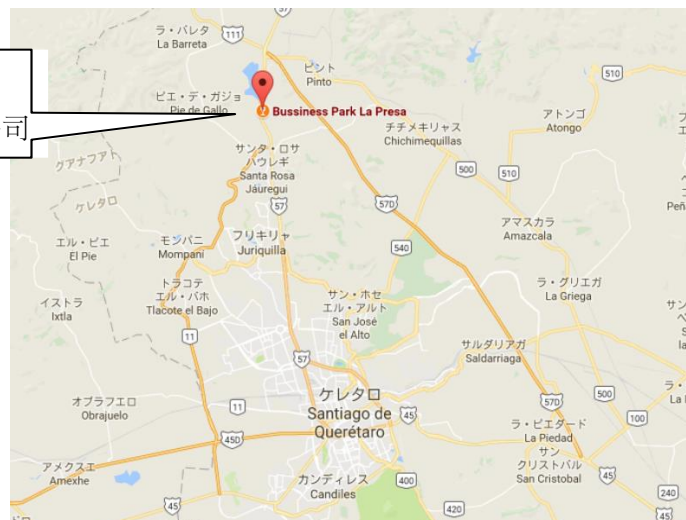 ラ・バレタ
La Barreta
111
57
ピント
Pinto
510
ピエ・デ・ガジョ
Pie de Gallo
Bussiness Park La Presa
司
チチメキリャス
Chichimequillas
アトンゴ
Atongo
510
グアナフアト
ケレタロ
サンタ・ロサ
ハウレギ
Santa Rosa
Jáuregui
500
57
57D
アマスカラ
Amazcala
エル・ピエ
El Pie
モンパニ
Mompaní
フリキリャ
Juriquilla
540
トラコテ
エル・バホ
Tlacote el Bajo
サン・ホセ
エル・アルト
San José
el Alto
ラ・グリエガ
La Griega
イストラ
Ixtla
11
57
サルダリアガ
Saldarriaga
オブラフエロ
Obrajuelo
11
ケレタロ
Santiago de
Querétaro
45
57D
500
100
45D
ラ・ピエダード
La Piedad
アメクスエ
Amexhe
カンディレス
Candiles
サン
クリストバル
San Cristobal
45
400
420
240
45